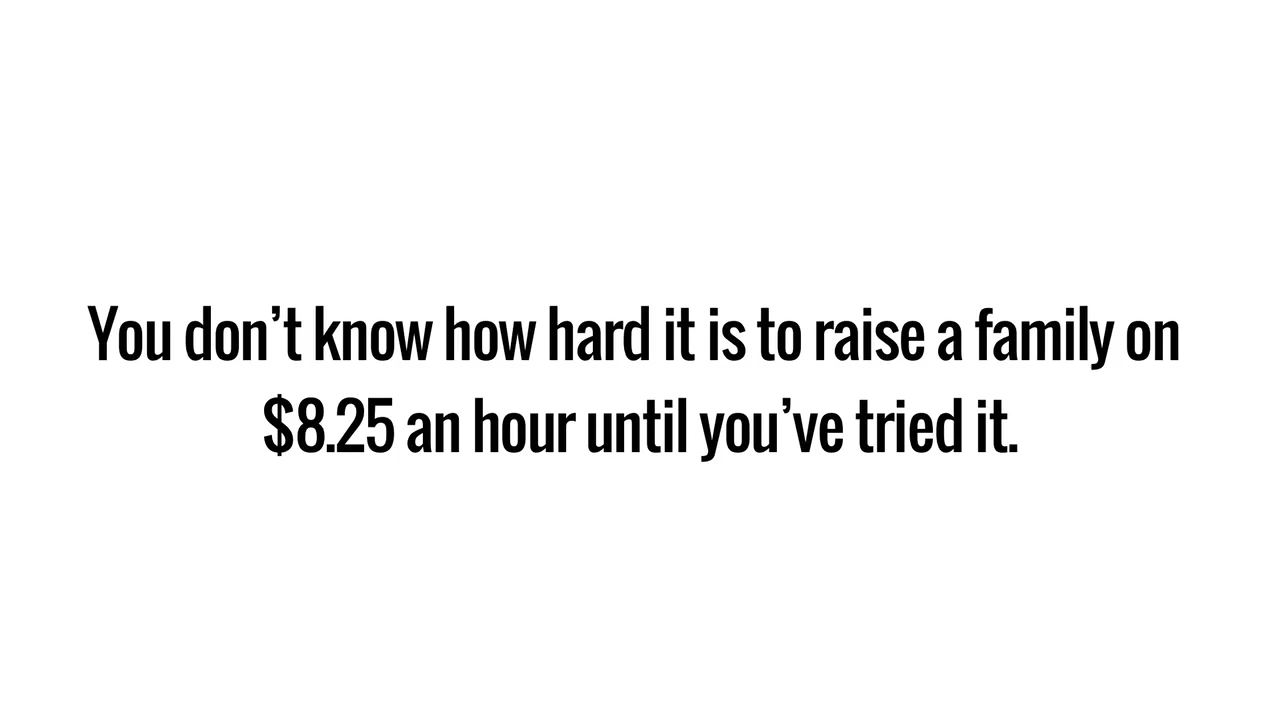 You don’t know how hard it is to raise a family on
$8.25 an hour until you’ve tried it.